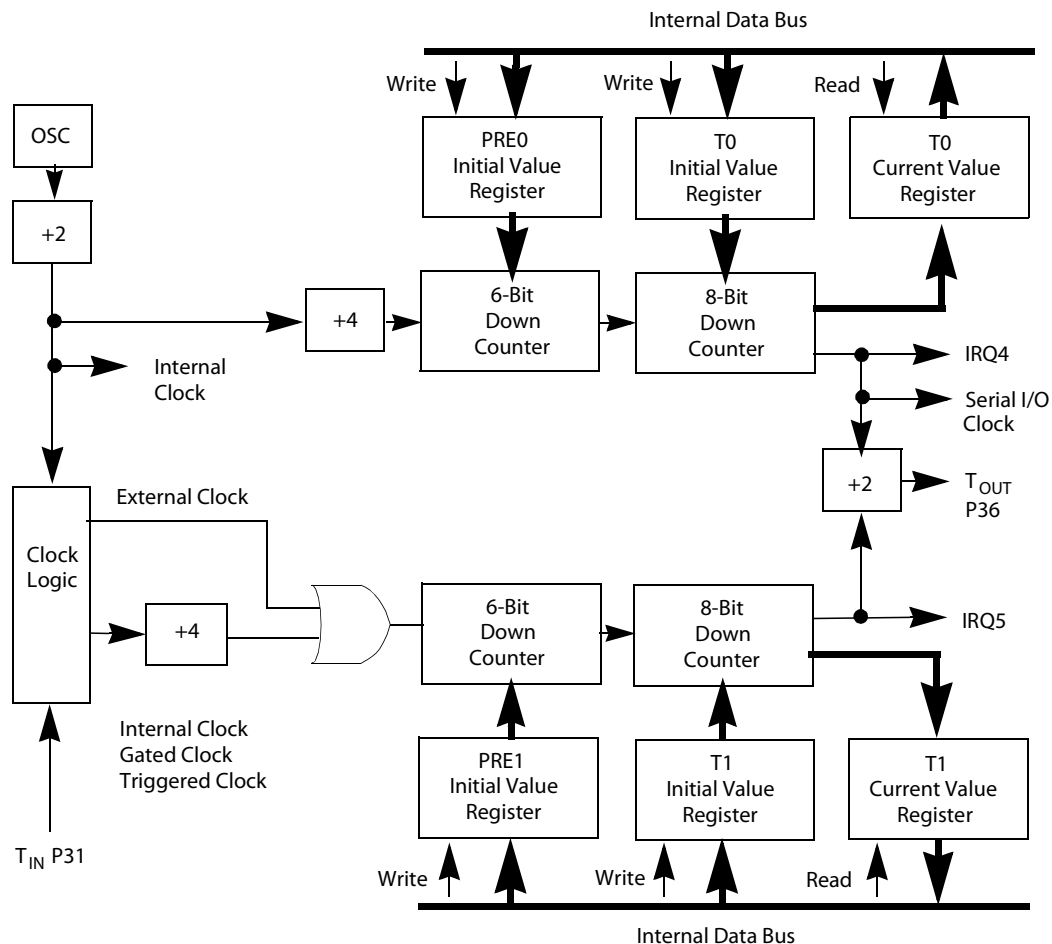 Internal Data Bus
Write
Write
Read
OSC
PRE0
Initial Value
Register
T0
Initial Value
Register
T0
Current Value
Register
+2
+4
6-Bit
Down
Counter
8-Bit
Down
Counter
Internal
Clock
IRQ4
Serial I/O
Clock
+2
TOUT
P36
External Clock
Clock
Logic
+4
6-Bit
Down
Counter
8-Bit
Down
Counter
IRQ5
Internal Clock
Gated Clock
Triggered Clock
PRE1
Initial Value
Register
T1
Initial Value
Register
T1
Current Value
Register
TIN P31
Write
Write
Read
Internal Data Bus